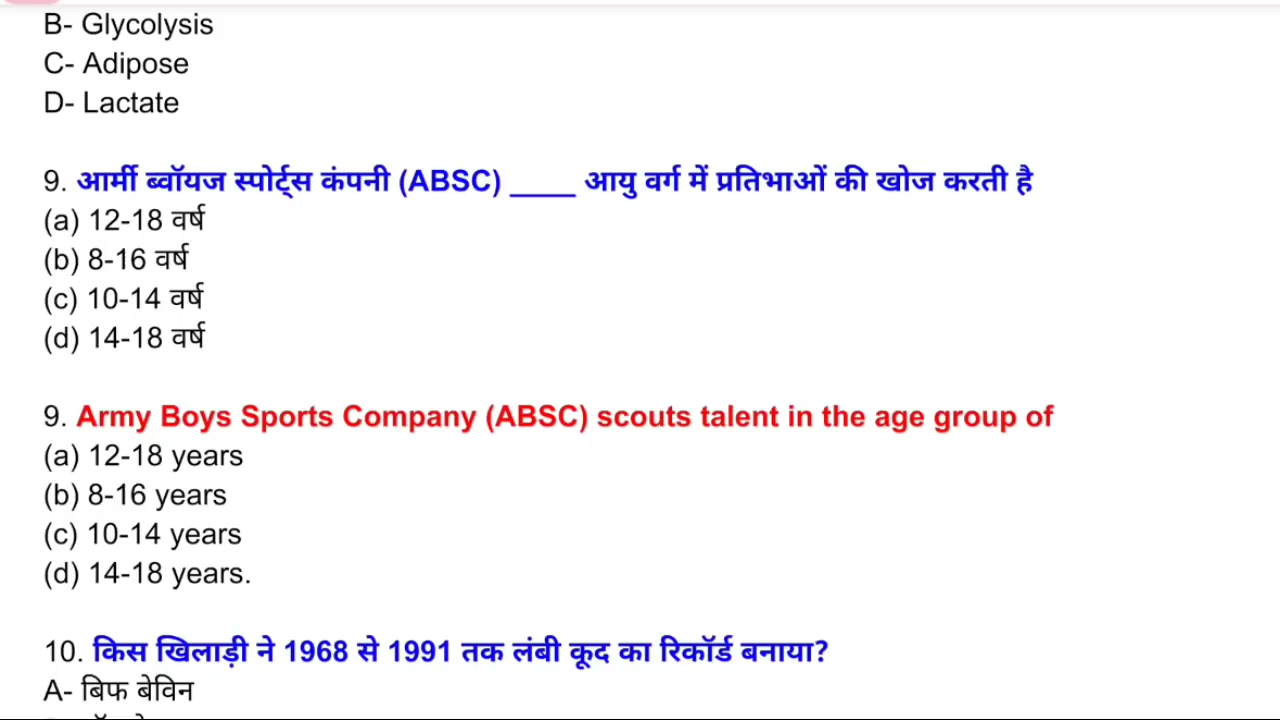 B- Glycolysis
C- Adipose
D- Lactate
9. आर्मी ब्वॉयज स्पोर्ट्स कंपनी (ABSC) ____ आयु वर्ग में प्रतिभाओं की खोज करती है
(a) 12-18 वर्ष
(b) 8-16 वर्ष
(c) 10-14 वर्ष
(d) 14-18 वर्ष
9. Army Boys Sports Company (ABSC) scouts talent in the age group of
(a) 12-18 years
(b) 8-16 years
(c) 10-14 years
(d) 14-18 years.
10. किस खिलाड़ी ने 1968 से 1991 तक लंबी कूद का रिकॉर्ड बनाया?
A- बिफ बेविन